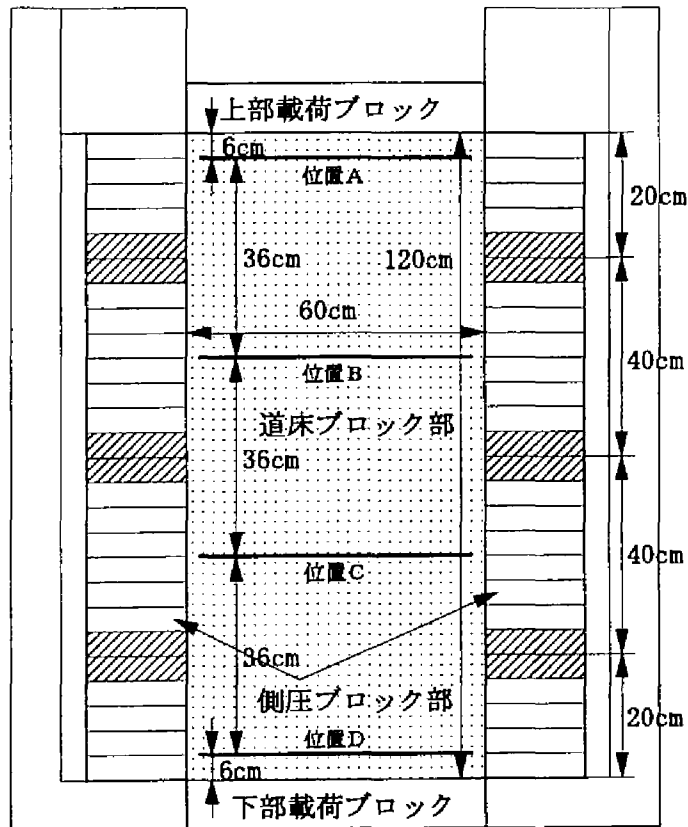 上部載荷ブロック
6cm
位置A
20cm
36cm
120cm
60cm
位置B
40cm
道床ブロック部
36cm
位置C
40cm
36cm
側圧ブロック部
20cm
位置D
6cm
下部載荷ブロック